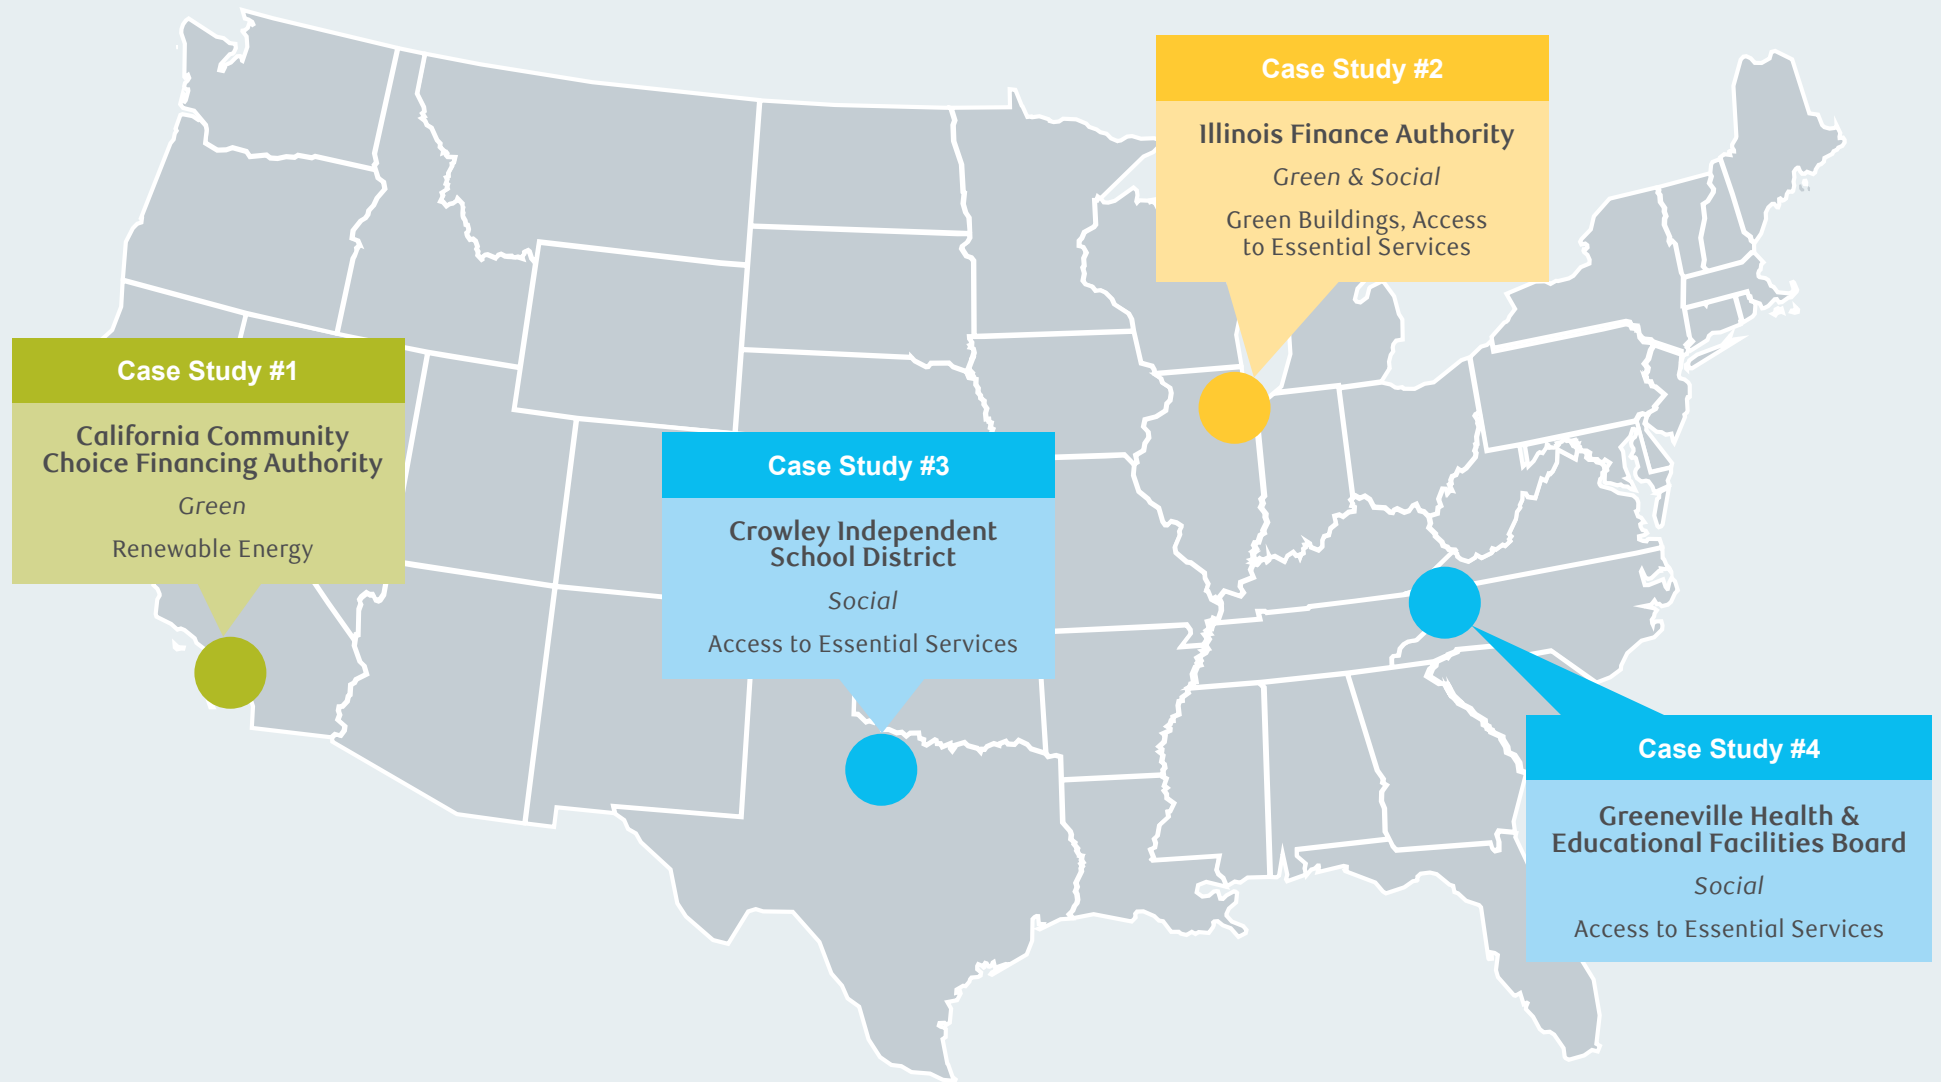 Case Study #1
California Community
Choice Financing Authority
Green
Renewable Energy
Case Study #2
Illinois Finance Authority
Green & Social
Green Buildings, Access
to Essential Services
Case Study #3
Crowley Independent
School District
Social
Access to Essential Services
Case Study #4
Greeneville Health &
Educational Facilities Board
Social
Access to Essential Services